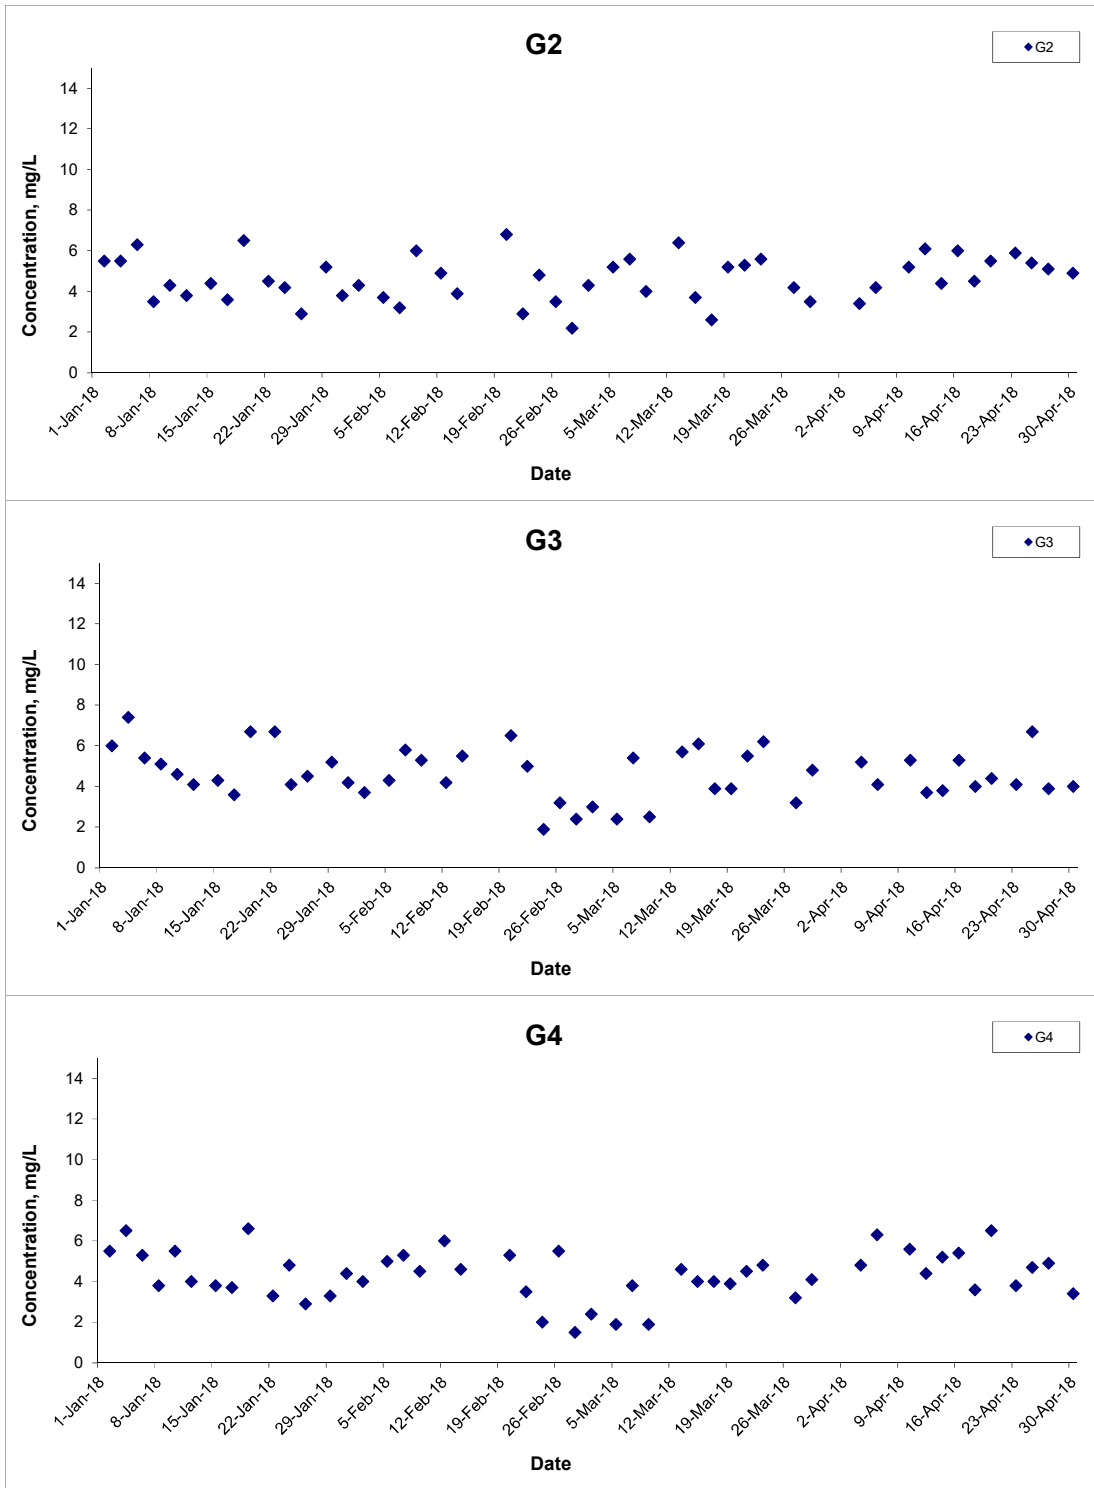 G2
G2
14
12
10
8
6
4
2
0
Concentration, mg/L
1-Jan-18 8-Jan-18 15-Jan-18 22-Jan-18 29-Jan-18 5-Feb-18 12-Feb-18 19-Feb-18 26-Feb-18 5-Mar-18 12-Mar-18 19-Mar-18 26-Mar-18 2-Apr-18 9-Apr-18 16-Apr-18 23-Apr-18 30-Apr-18
Date
G3
G3
14
12
10
8
6
4
2
0
Concentration, mg/L
1-Jan-18 8-Jan-18 15-Jan-18 22-Jan-18 29-Jan-18 5-Feb-18 12-Feb-18 19-Feb-18 26-Feb-18 5-Mar-18 12-Mar-18 19-Mar-18 26-Mar-18 2-Apr-18 9-Apr-18 16-Apr-18 23-Apr-18 30-Apr-18
Date
G4
G4
14
12
10
8
6
4
2
0
Concentration, mg/L
1-Jan-18 8-Jan-18 15-Jan-18 22-Jan-18 29-Jan-18 5-Feb-18 12-Feb-18 19-Feb-18 26-Feb-18 5-Mar-18 12-Mar-18 19-Mar-18 26-Mar-18 2-Apr-18 9-Apr-18 16-Apr-18 23-Apr-18 30-Apr-18
Date